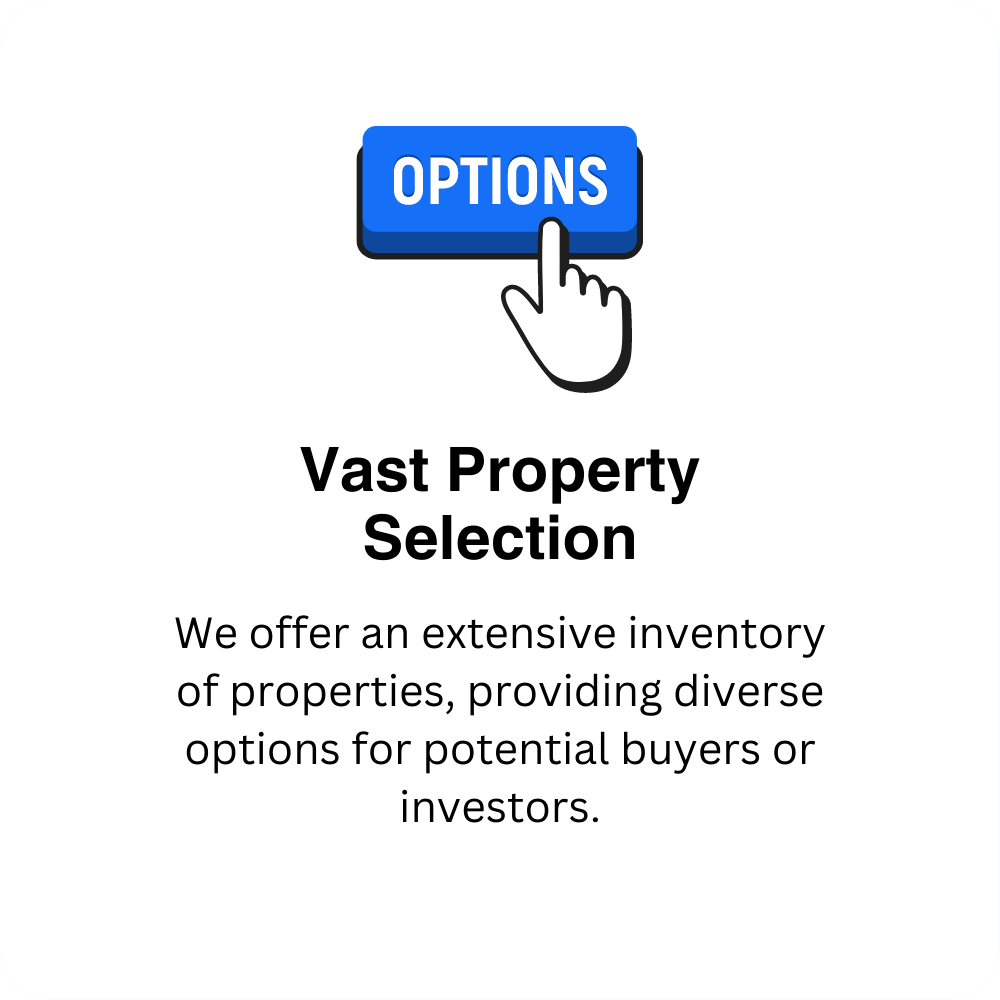 OPTIONS
Vast Property
Selection
We offer an extensive inventory
of properties, providing diverse
options for potential buyers or
investors.